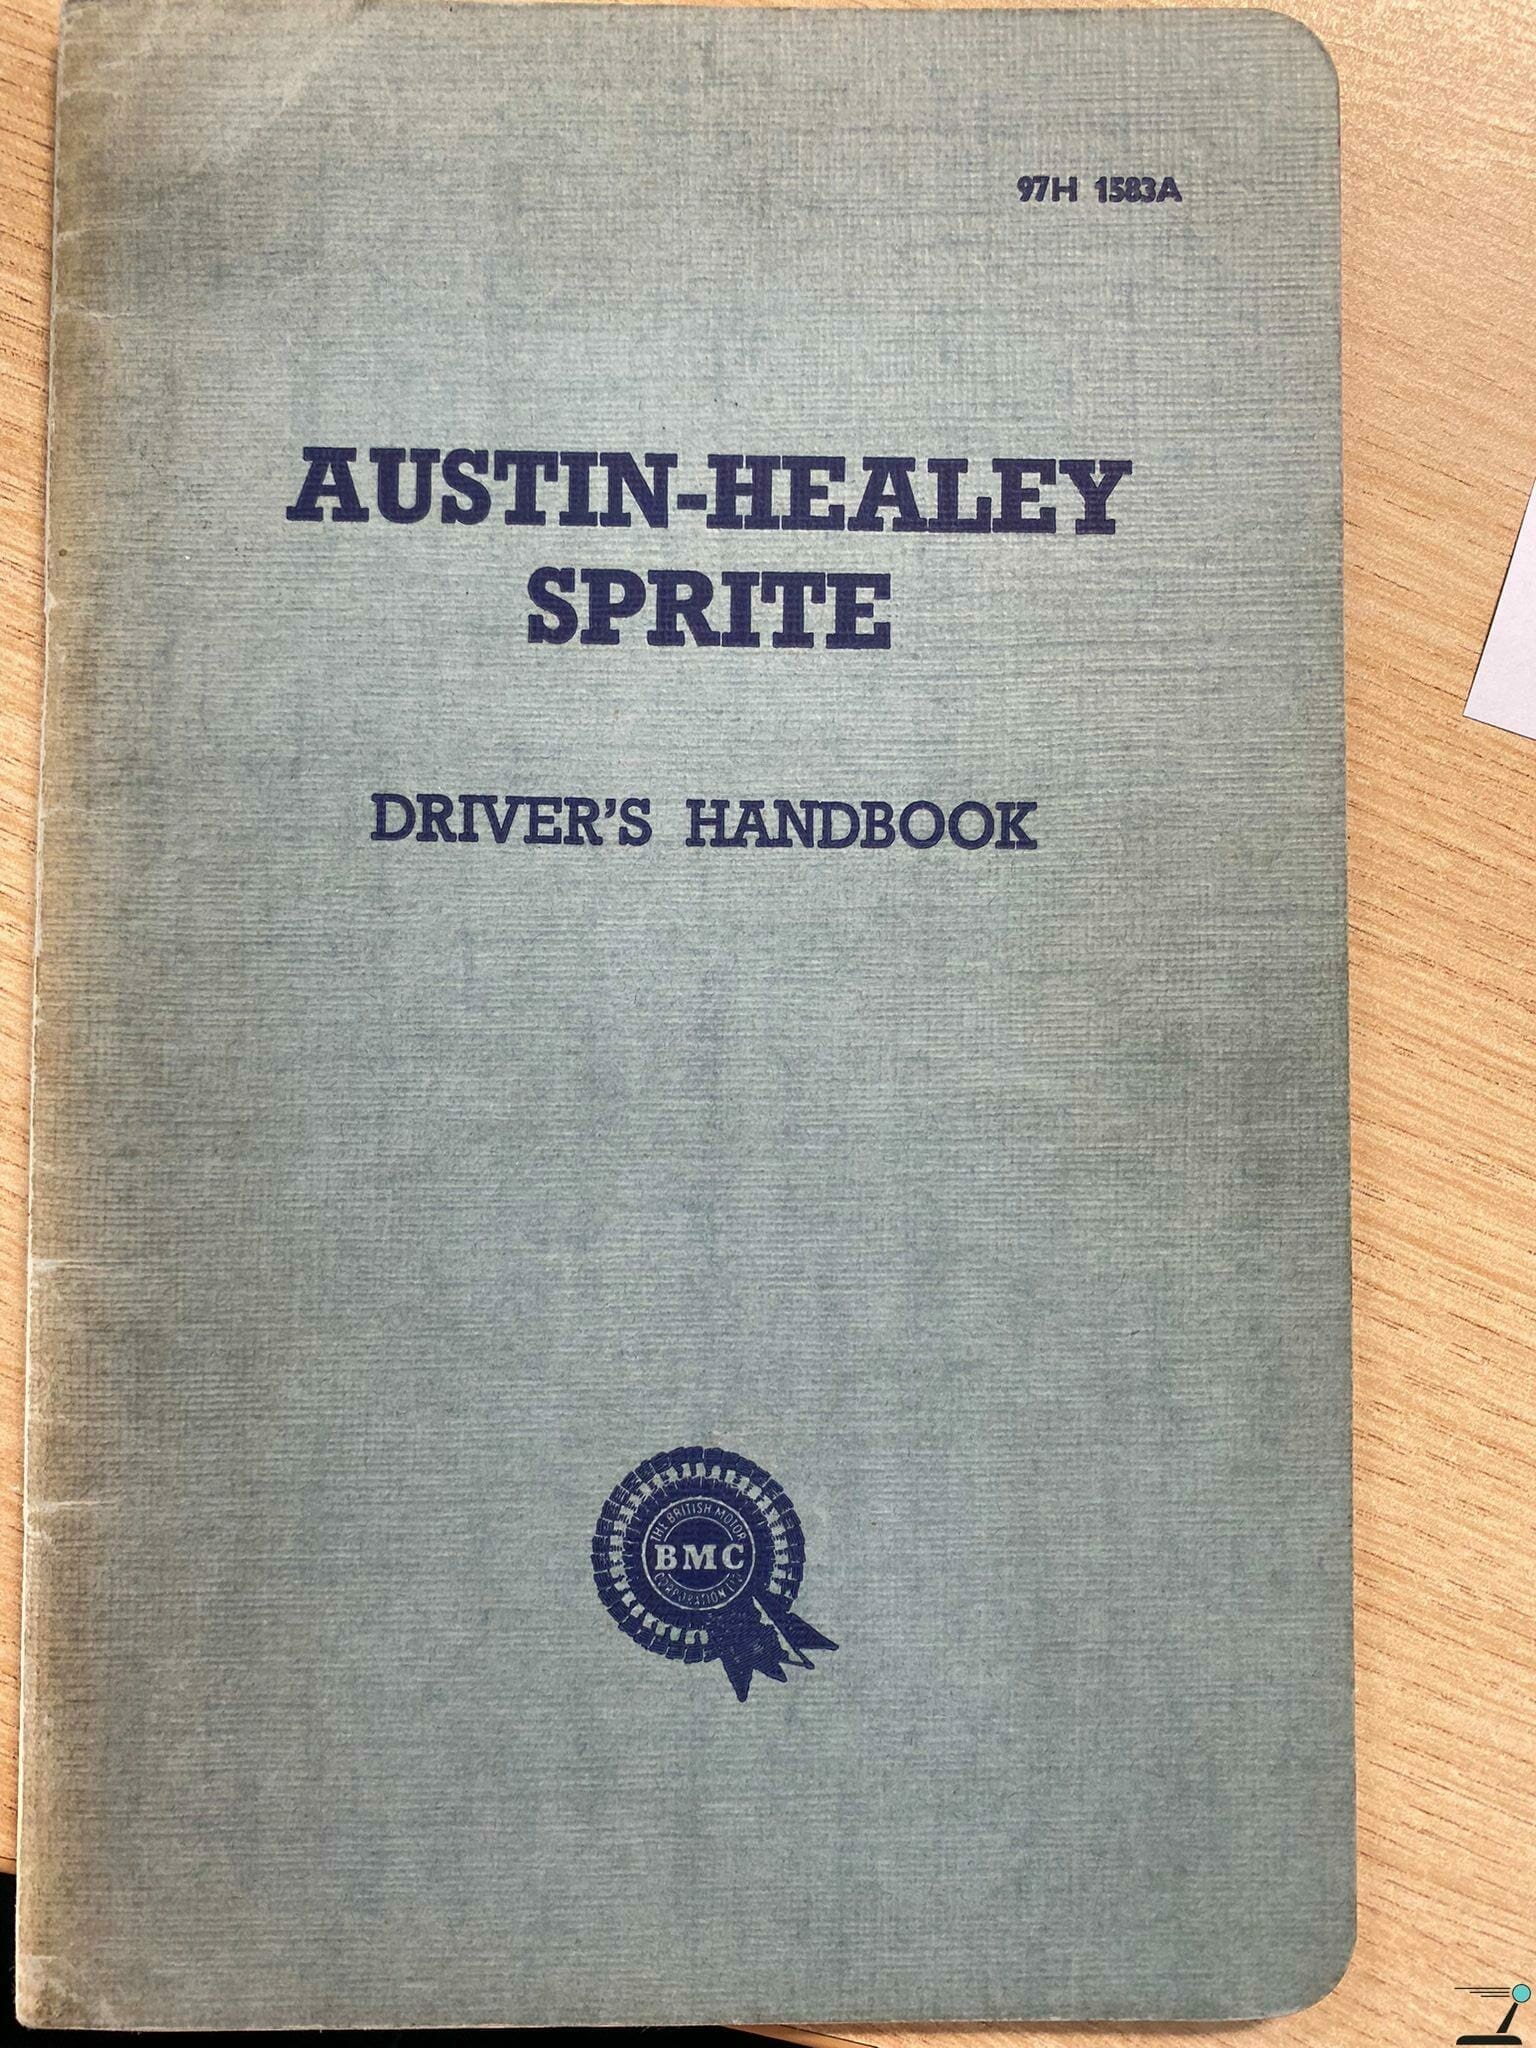 97H 1583A
AUSTIN-HEALEY
SPRITE
DRIVER'S HANDBOOK
THE BRITISH MOTOR
BMC
CORPORATION LTD